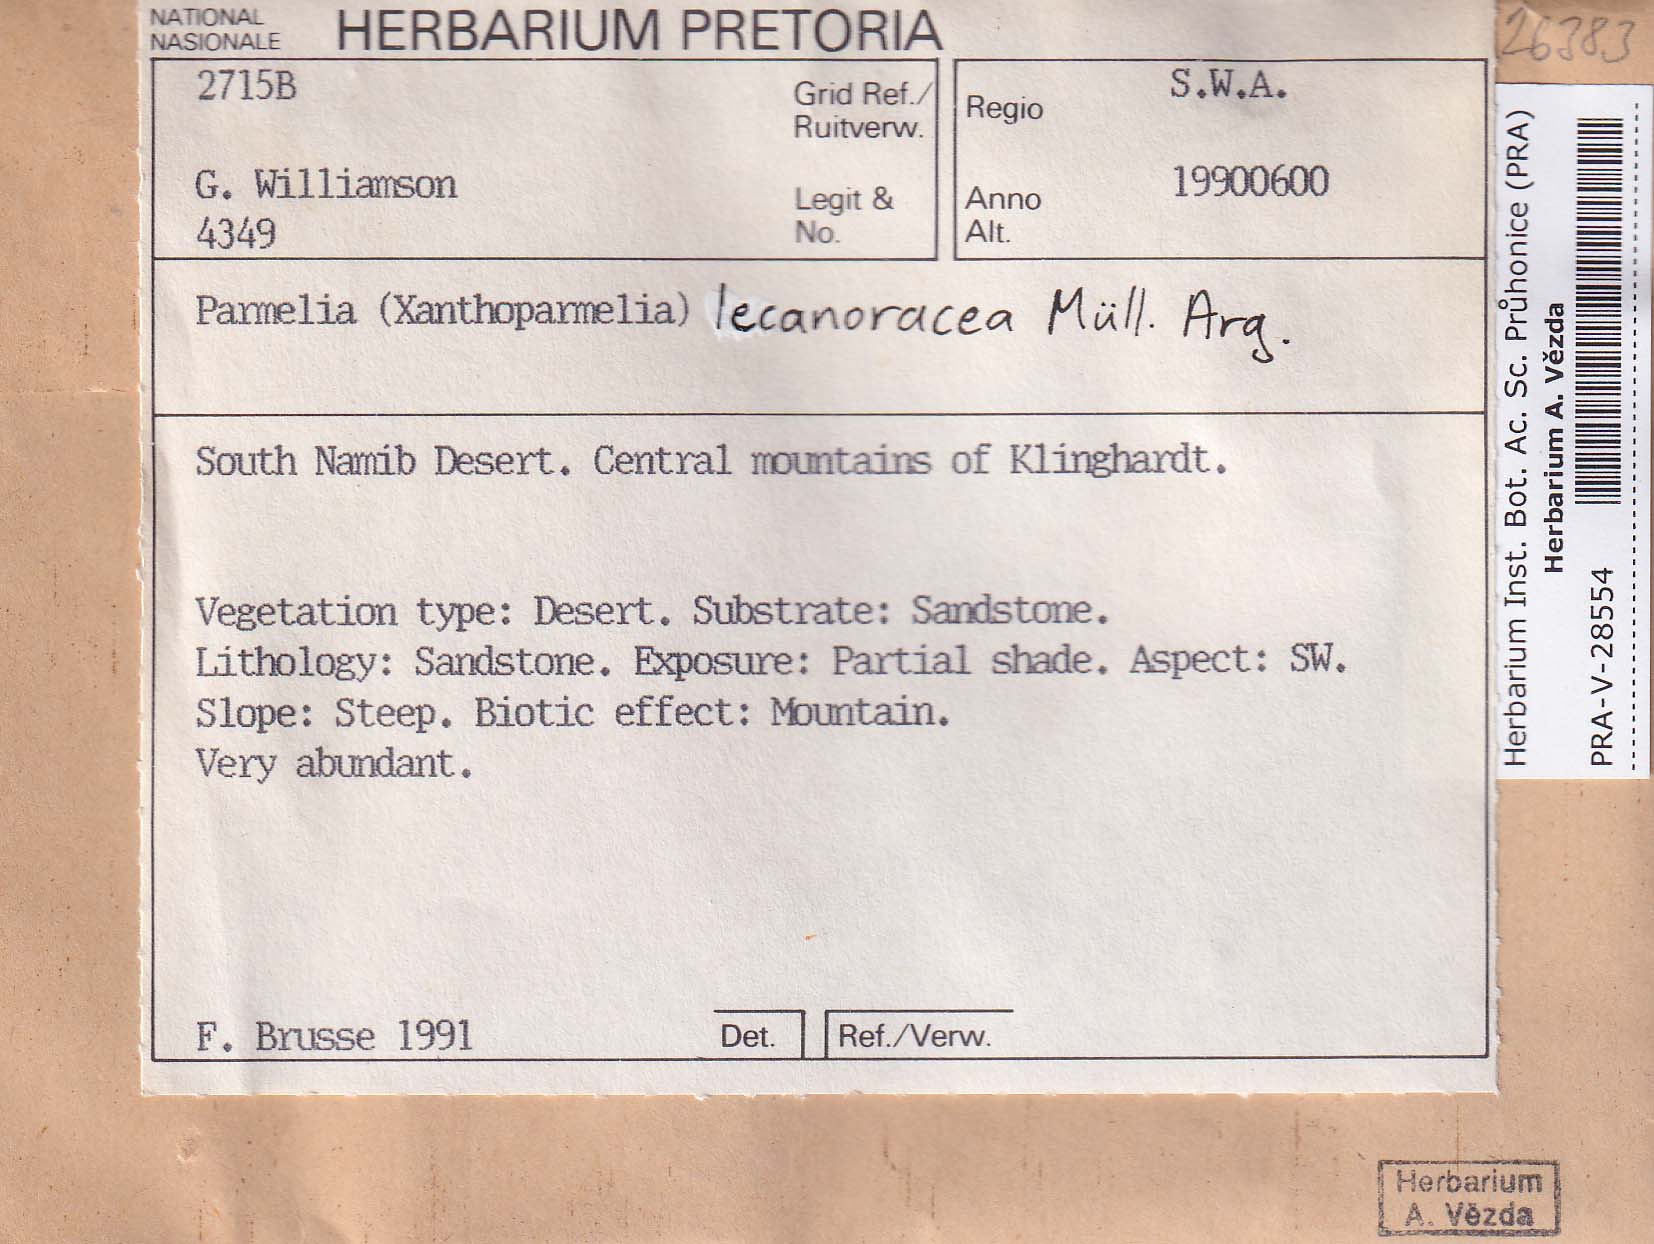 NATIONAL
NASIONALE
HERBARIUM PRETORIA
26383
2715B
Grid Ref./
Ruitverw.
Regio
S.W.A.
G. Williamson
4349
Legit &
No.
Anno
Alt.
19900600
Parmelia (Xanthoparmelia) lecanoracea Müll. Arg.
South Namib Desert. Central mountains of Klinghardt.
Vegetation type: Desert. Substrate: Sandstone.
Lithology: Sandstone. Exposure: Partial shade. Aspect: SW.
Slope: Steep. Biotic effect: Mountain.
Very abundant.
F. Brusse 1991
Det.
Ref./Verw.
Herbarium Inst. Bot. Ac. Sc. Průhonice (PRA)
Herbarium A. Vězda
PRA-V-28554
Herbarium
A. Vězda